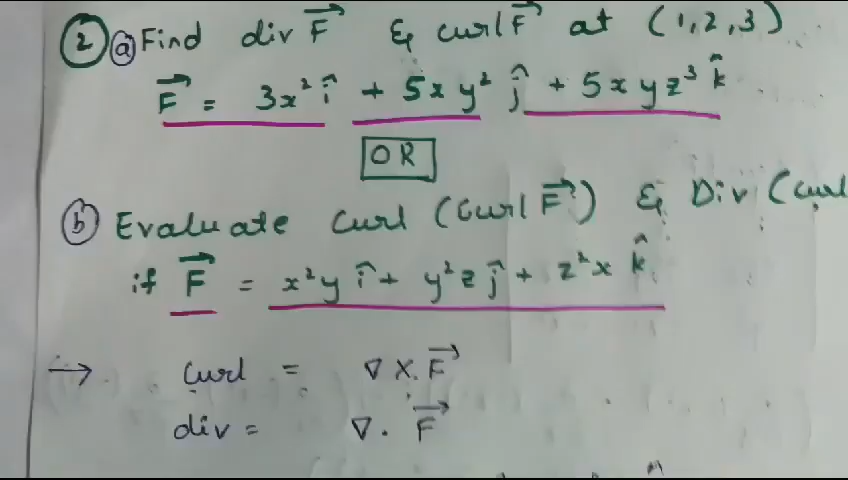 ② ⓐ Find div F⃗ & curl F⃗ at (1,2,3)
F⃗ = 3x² î + 5xy² ĵ + 5xyz³ k̂
OR
ⓑ Evaluate curl (curl F⃗) & Div (curl
if F⃗ = x²y î + y²z ĵ + z²x k̂
→ curl = ∇ X. F⃗
div = ∇ · F⃗